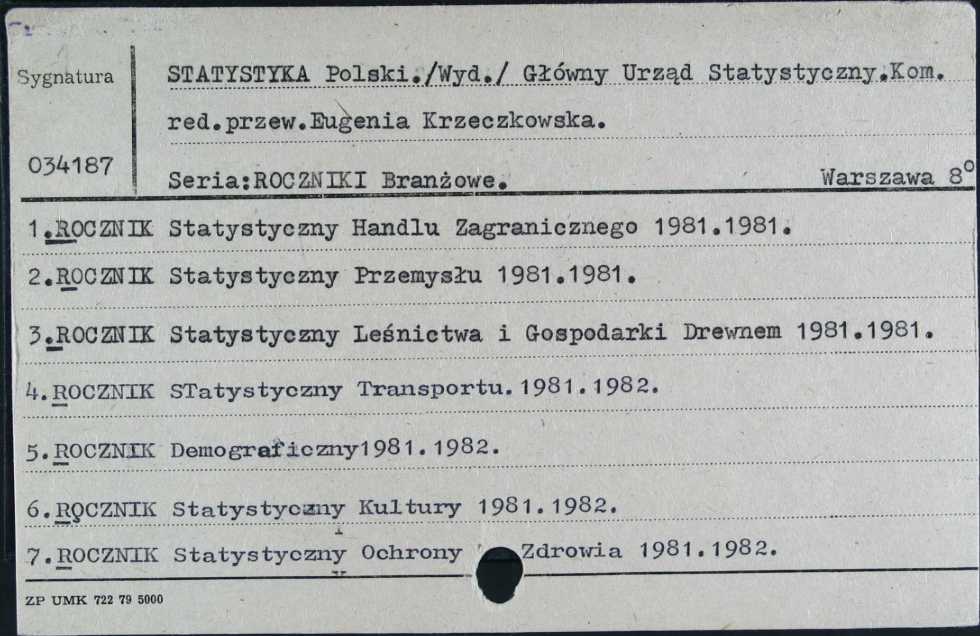 Sygnatura
STATYSTYKA Polski./Wyd./ Główny Urząd Statystyczny.Kom.
red.przew.Eugenia Krzeczkowska.
034187
Seria:ROCZNIKI Branżowe. Warszawa 8°
1.ROCZNIK Statystyczny Handlu Zagranicznego 1981.1981.
2.ROCZNIK Statystyczny Przemysłu 1981.1981.
3.ROCZNIK Statystyczny Leśnictwa i Gospodarki Drewnem 1981.1981.
4.ROCZNIK STatystyczny Transportu.1981.1982.
5.ROCZNIK Demograficzny1981.1982.
6.ROCZNIK Statystyczny Kultury 1981.1982.
7.ROCZNIK Statystyczny Ochrony Zdrowia 1981.1982.
ZP UMK 722 79 5000